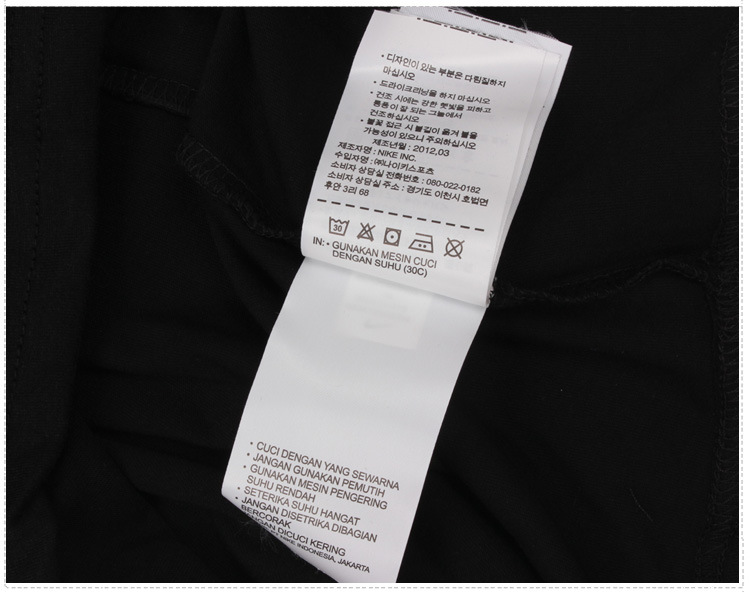 • 디자인이 있는 부분은 다림질하지
마십시오
• 드라이크리닝을 하지 마십시오
• 건조 시에는 강한 햇빛을 피하고
통풍이 잘 되는 그늘에서
건조하십시오
• 불꽃 접근 시 불길이 옮겨 붙을
가능성이 있으니 주의하십시오
제조년월 : 2012,03
제조자명 : NIKE INC.
수입자명 : ㈜나이키스포츠
소비자 상담실 전화번호 : 080-022-0182
소비자 상담실 주소 : 경기도 이천시 호법면
후안 3리 68
30
IN: • GUNAKAN MESIN CUCI
DENGAN SUHU (30C)
• CUCI DENGAN YANG SEWARNA
• JANGAN GUNAKAN PEMUTIH
• GUNAKAN MESIN PENGERING
SUHU RENDAH
• SETERIKA SUHU HANGAT
• JANGAN DISETRIKA DIBAGIAN
BERCORAK
DICUCI KERING
NIKE INDONESIA, JAKARTA